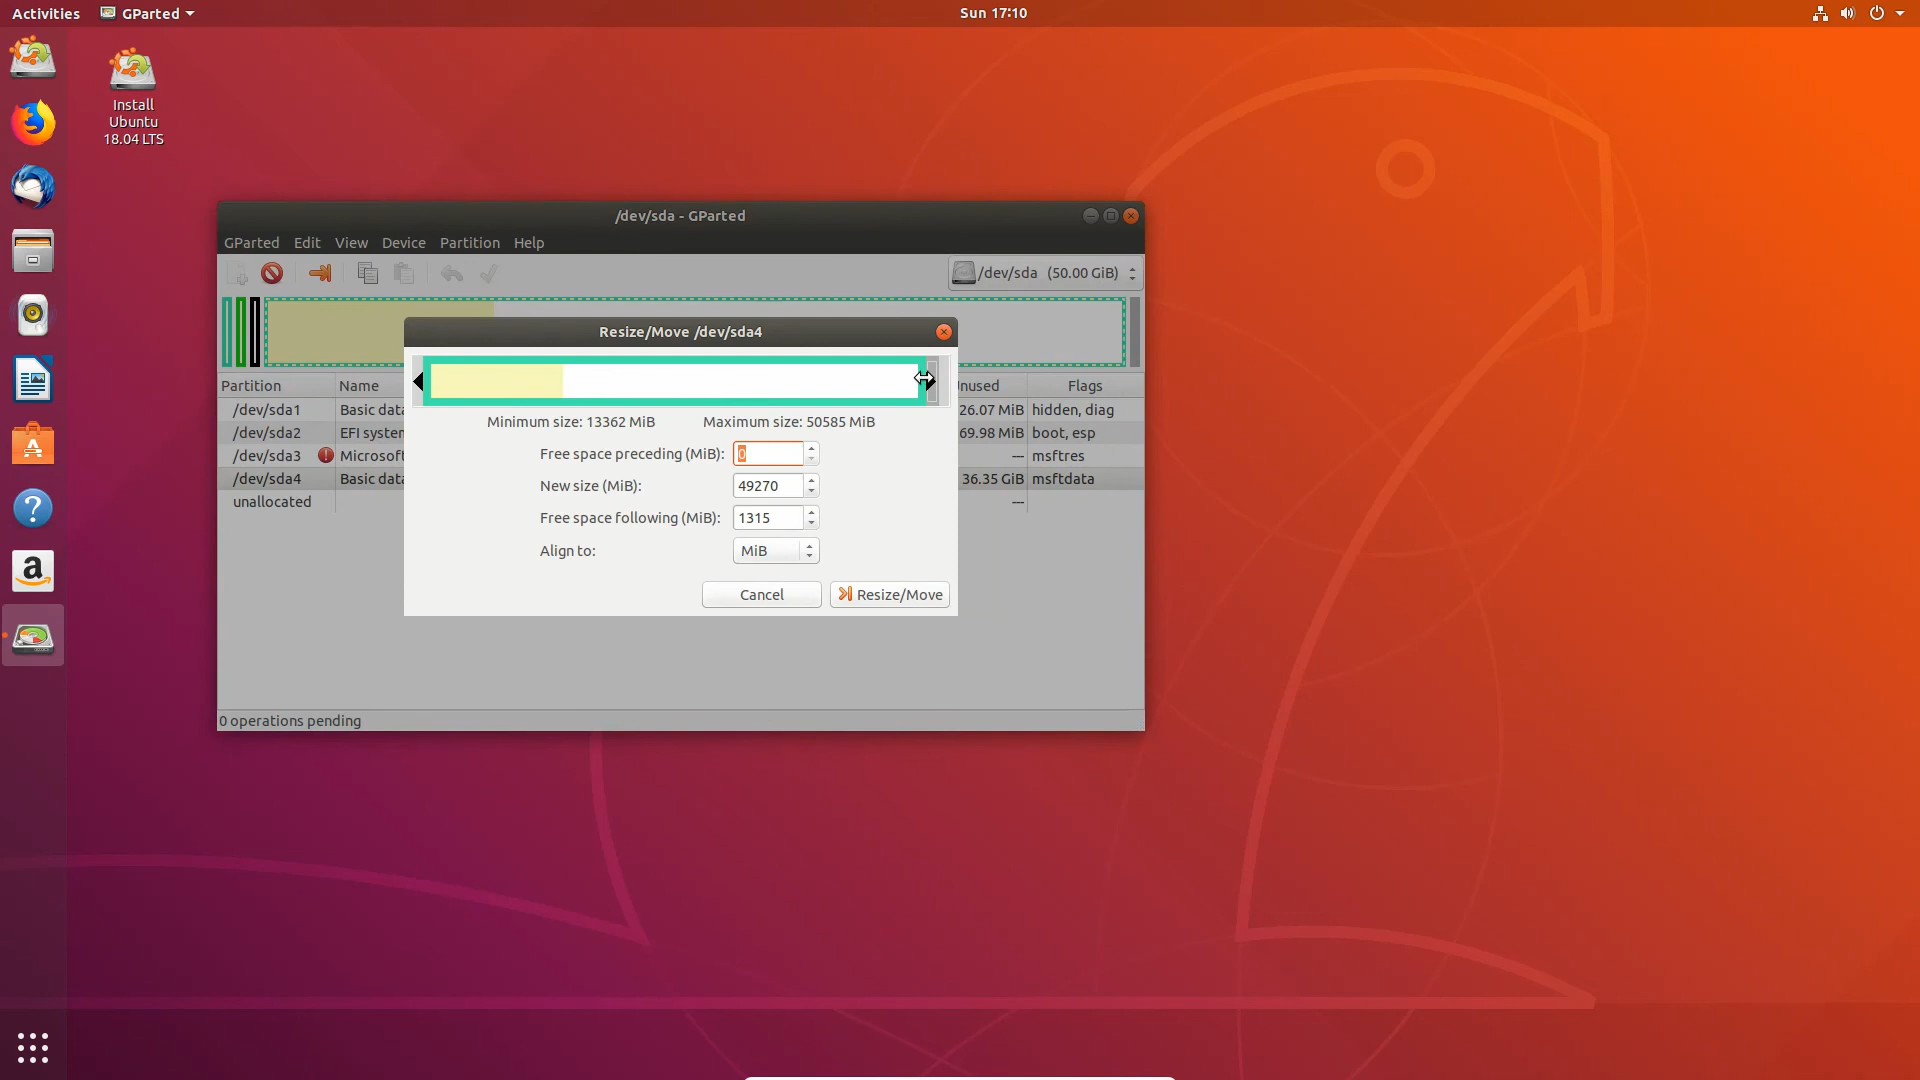 Activities
GParted
Sun 17:10
Install
Ubuntu
18.04 LTS
/dev/sda - GParted
GParted Edit View Device Partition Help
/dev/sda (50.00 GiB)
Resize/Move /dev/sda4
Minimum size: 13362 MiB Maximum size: 50585 MiB
Free space preceding (MiB): 0
New size (MiB): 49270
Free space following (MiB): 1315
Align to: MiB
Cancel Resize/Move
Partition Name Flags
/dev/sda1 Basic 26.07 MiB hidden, diag
/dev/sda2 EFI 69.98 MiB boot, esp
/dev/sda3 Microsoft --- msftres
/dev/sda4 Basic 36.35 GiB msftdata
unallocated ---
0 operations pending